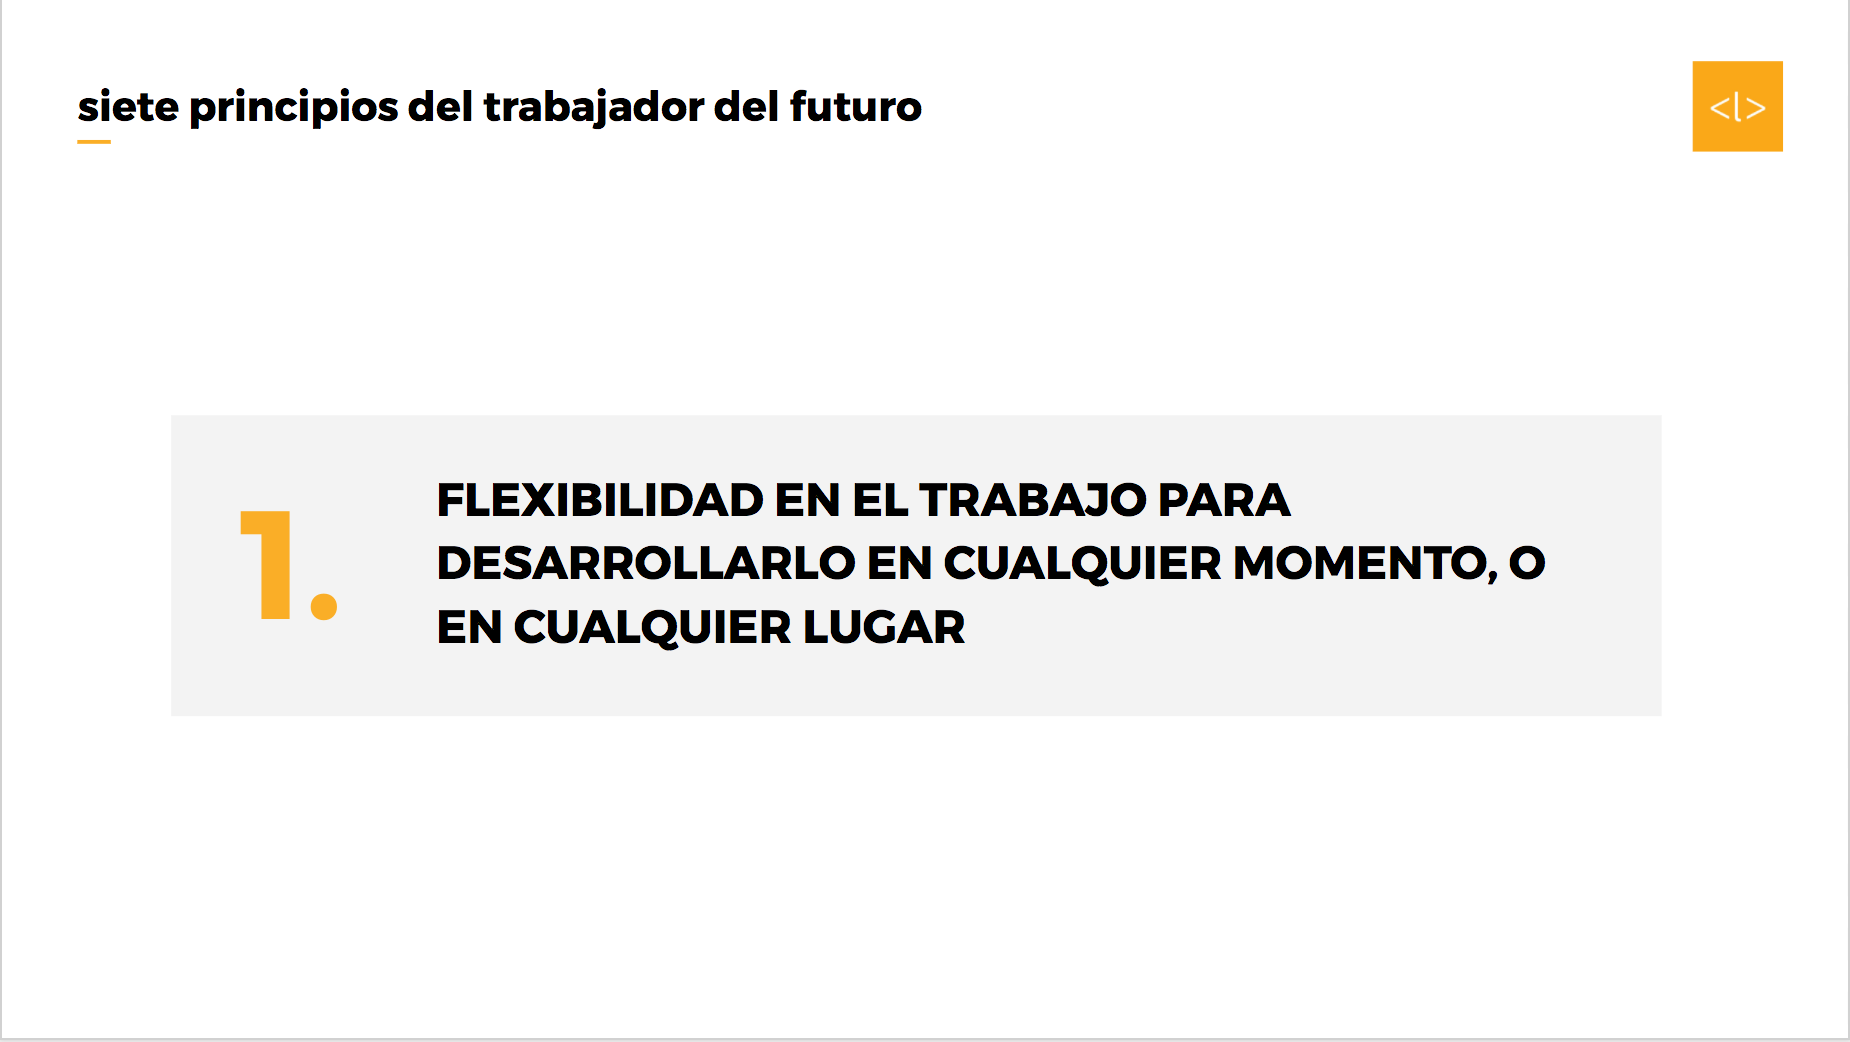 siete principios del trabajador del futuro
<l>
1.
FLEXIBILIDAD EN EL TRABAJO PARA
DESARROLLARLO EN CUALQUIER MOMENTO, O
EN CUALQUIER LUGAR